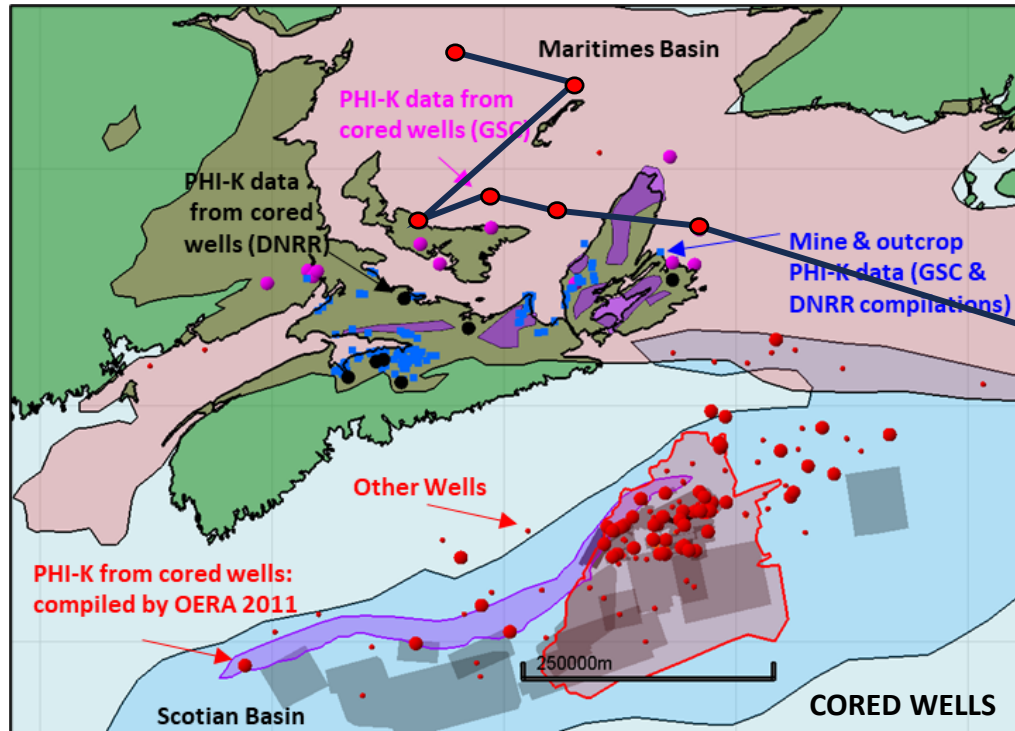 Maritimes Basin
PHI-K data from
cored wells (GSC)
PHI-K data
from cored
wells (DNRR)
Mine & outcrop
PHI-K data (GSC &
DNRR compilations)
Other Wells
PHI-K from cored wells:
compiled by OERA 2011
250000m
Scotian Basin
CORED WELLS